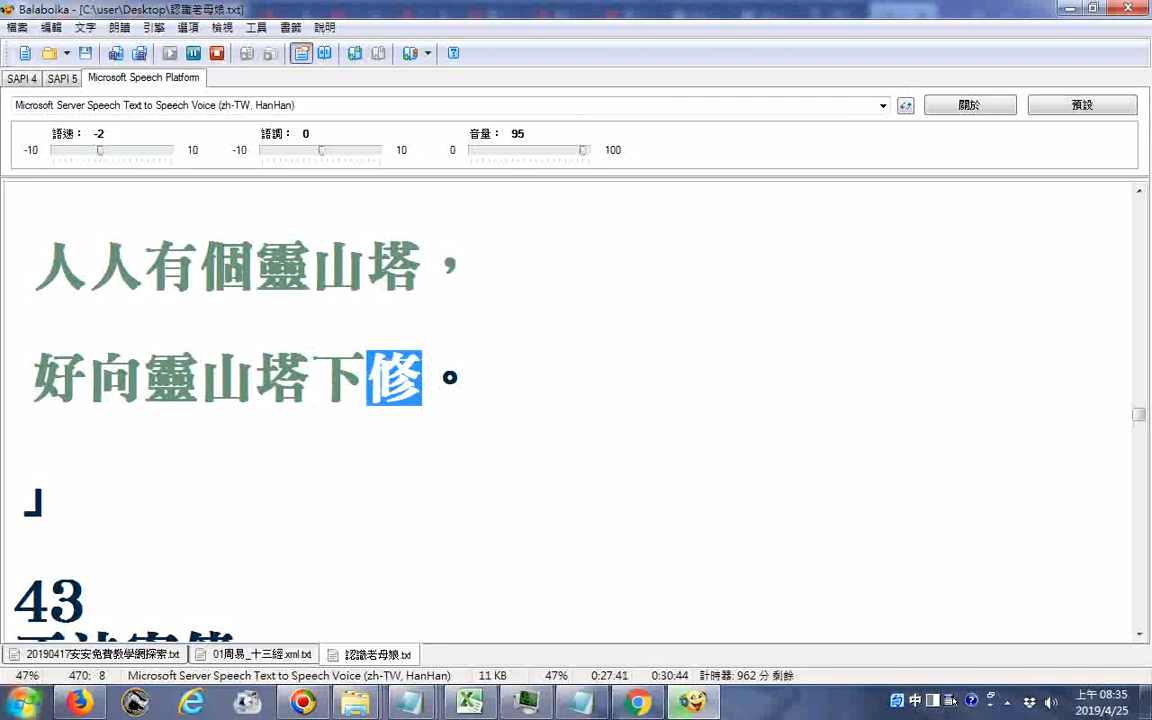 Balabolka - [C:\user\Desktop\認識老母娘.txt]
檔案 編輯 文字 朗讀 引擎 選項 檢視 工具 書籤 說明
SAPI 4 SAPI 5 Microsoft Speech Platform
Microsoft Server Speech Text to Speech Voice (zh-TW, HanHan) 關於 預設
語速： -2 語調： 0 音量： 95
-10 10 -10 10 0 100
人人有個靈山塔，
好向靈山塔下修。
」
43
20190417安安免費教學網探索.txt 01周易_十三經.xml.txt 認識老母娘.txt
47% 470: 8 Microsoft Server Speech Text to Speech Voice (zh-TW, HanHan) 11 KB 47% 0:27:41 0:30:44 計時器: 962 分 剩餘
中 上午 08:35
2019/4/25